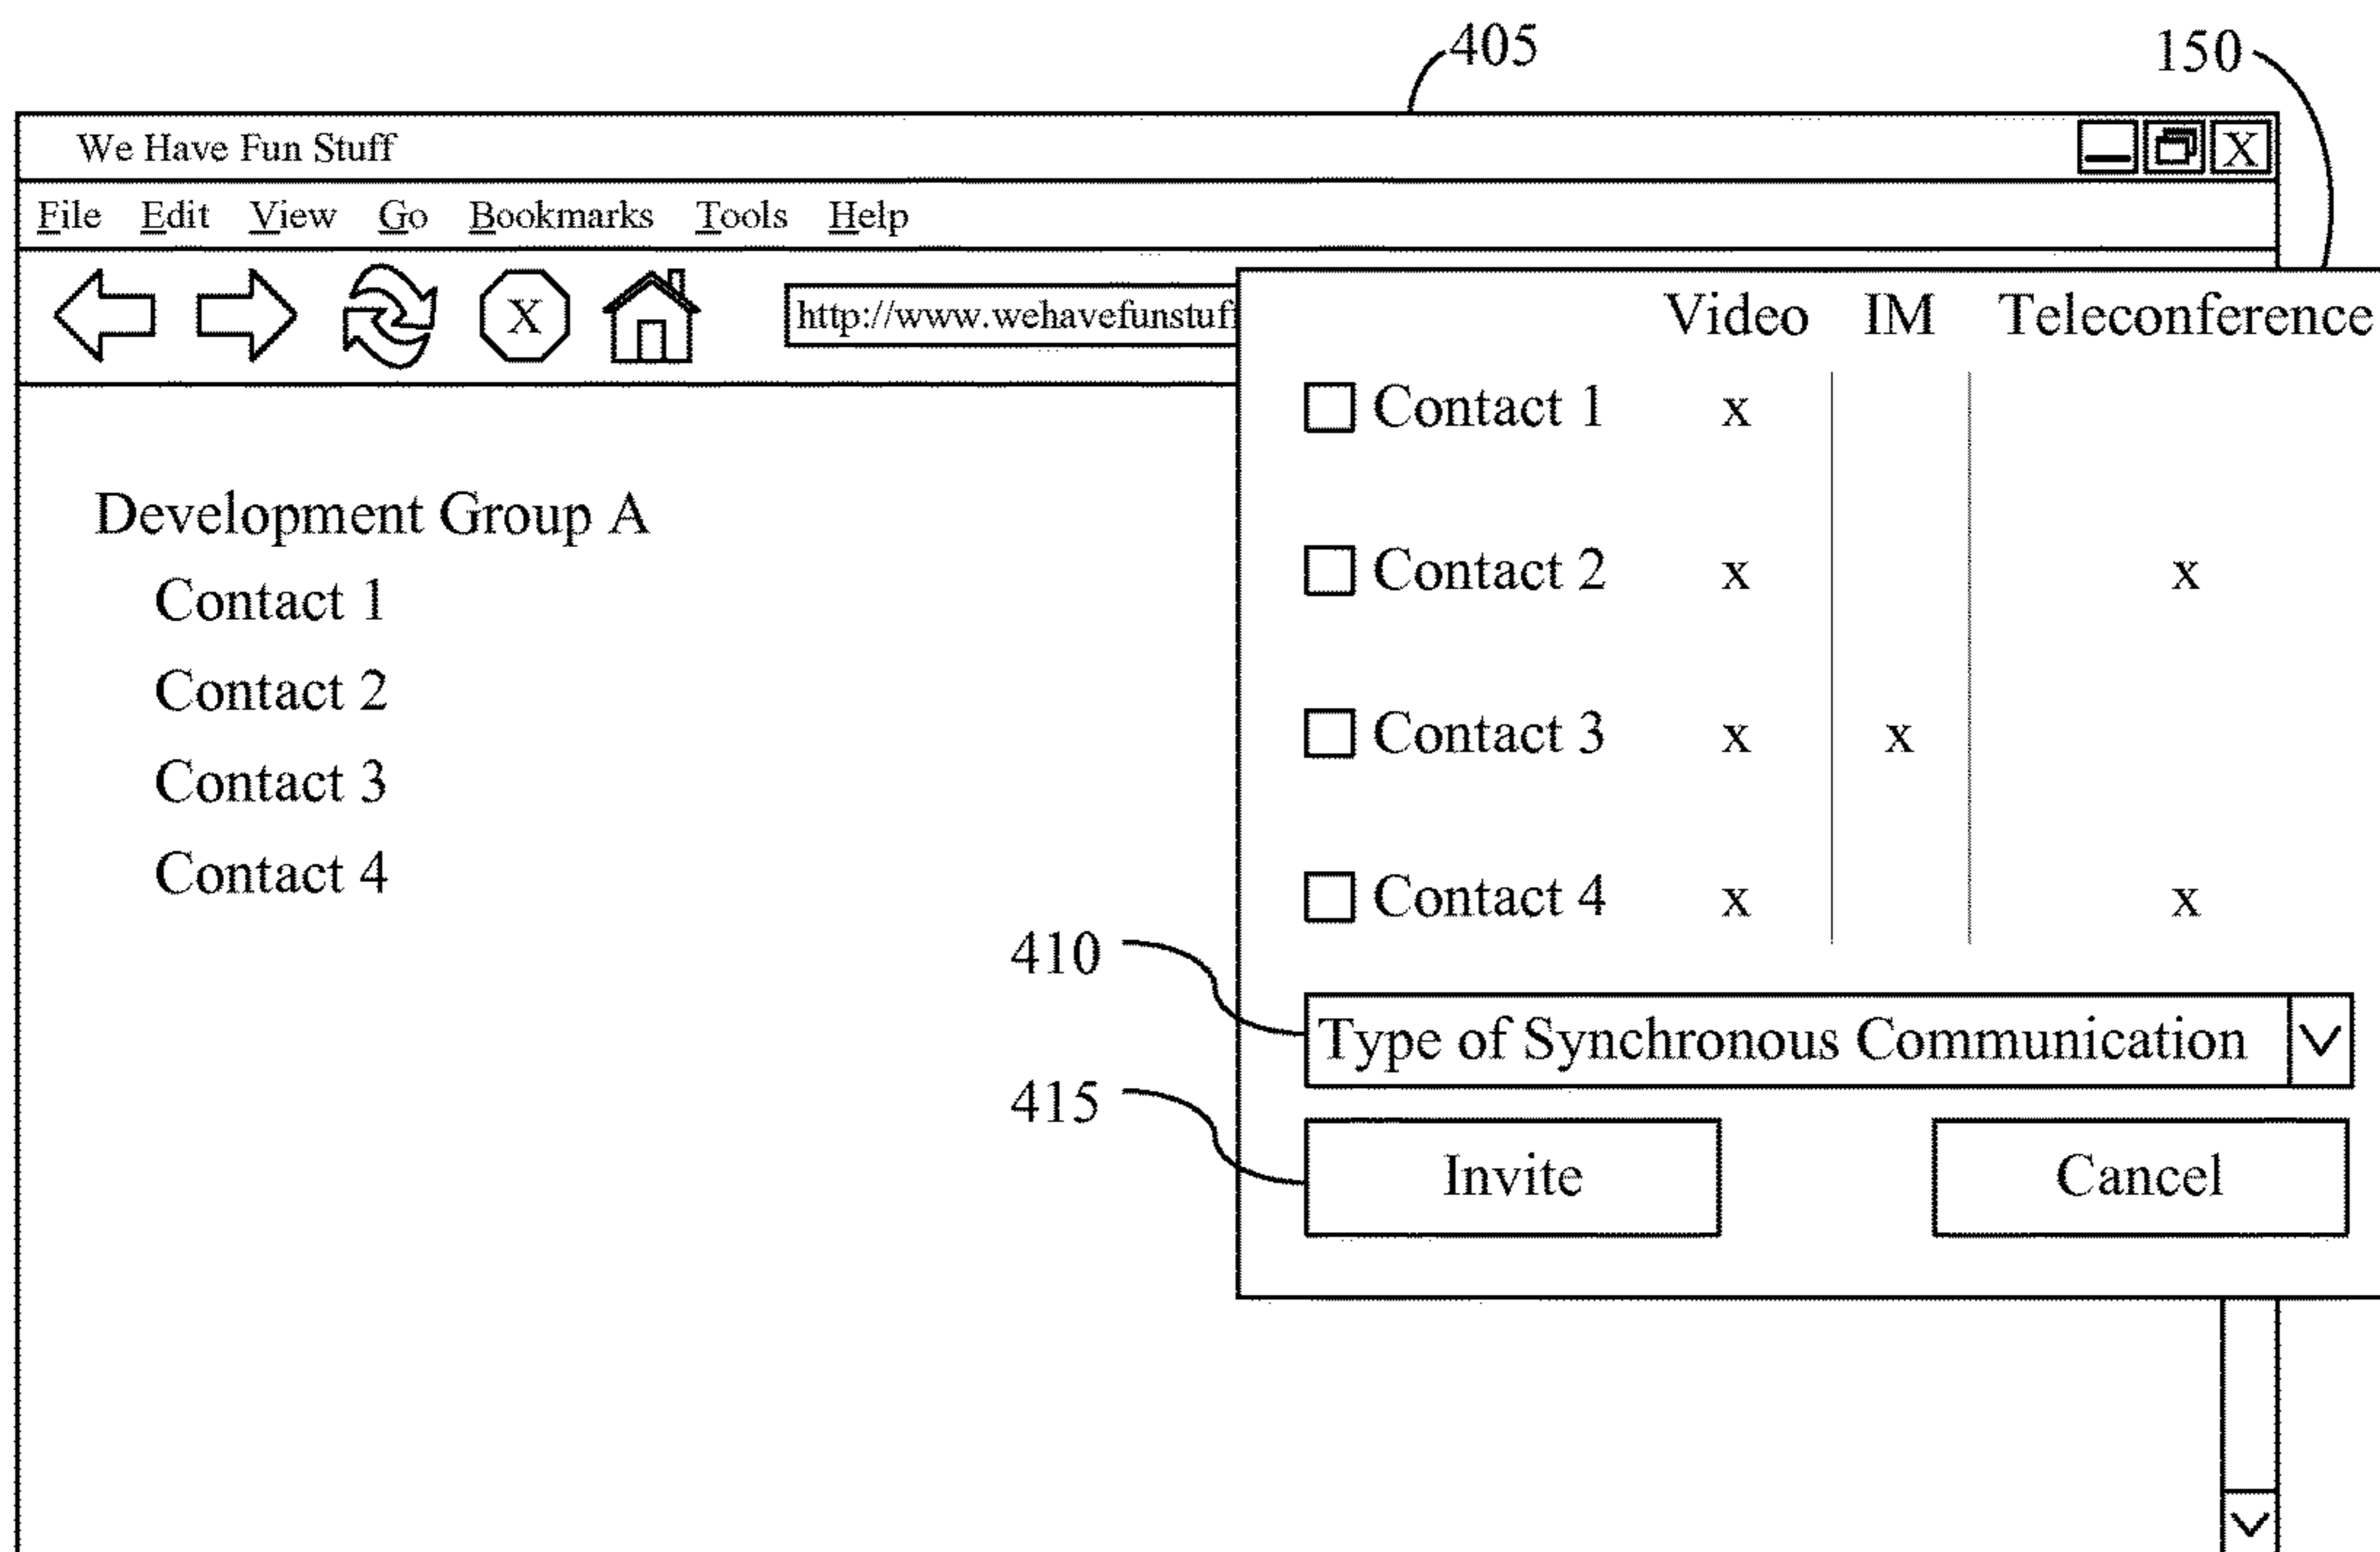 405
150
We Have Fun Stuff
X
File Edit View Go Bookmarks Tools Help
X
http://www.wehavefunstuff
Video IM Teleconference
Contact 1 x
Contact 2 x x
Contact 3 x x
Contact 4 x x
Development Group A
Contact 1
Contact 2
Contact 3
Contact 4
410
Type of Synchronous Communication
415
Invite
Cancel